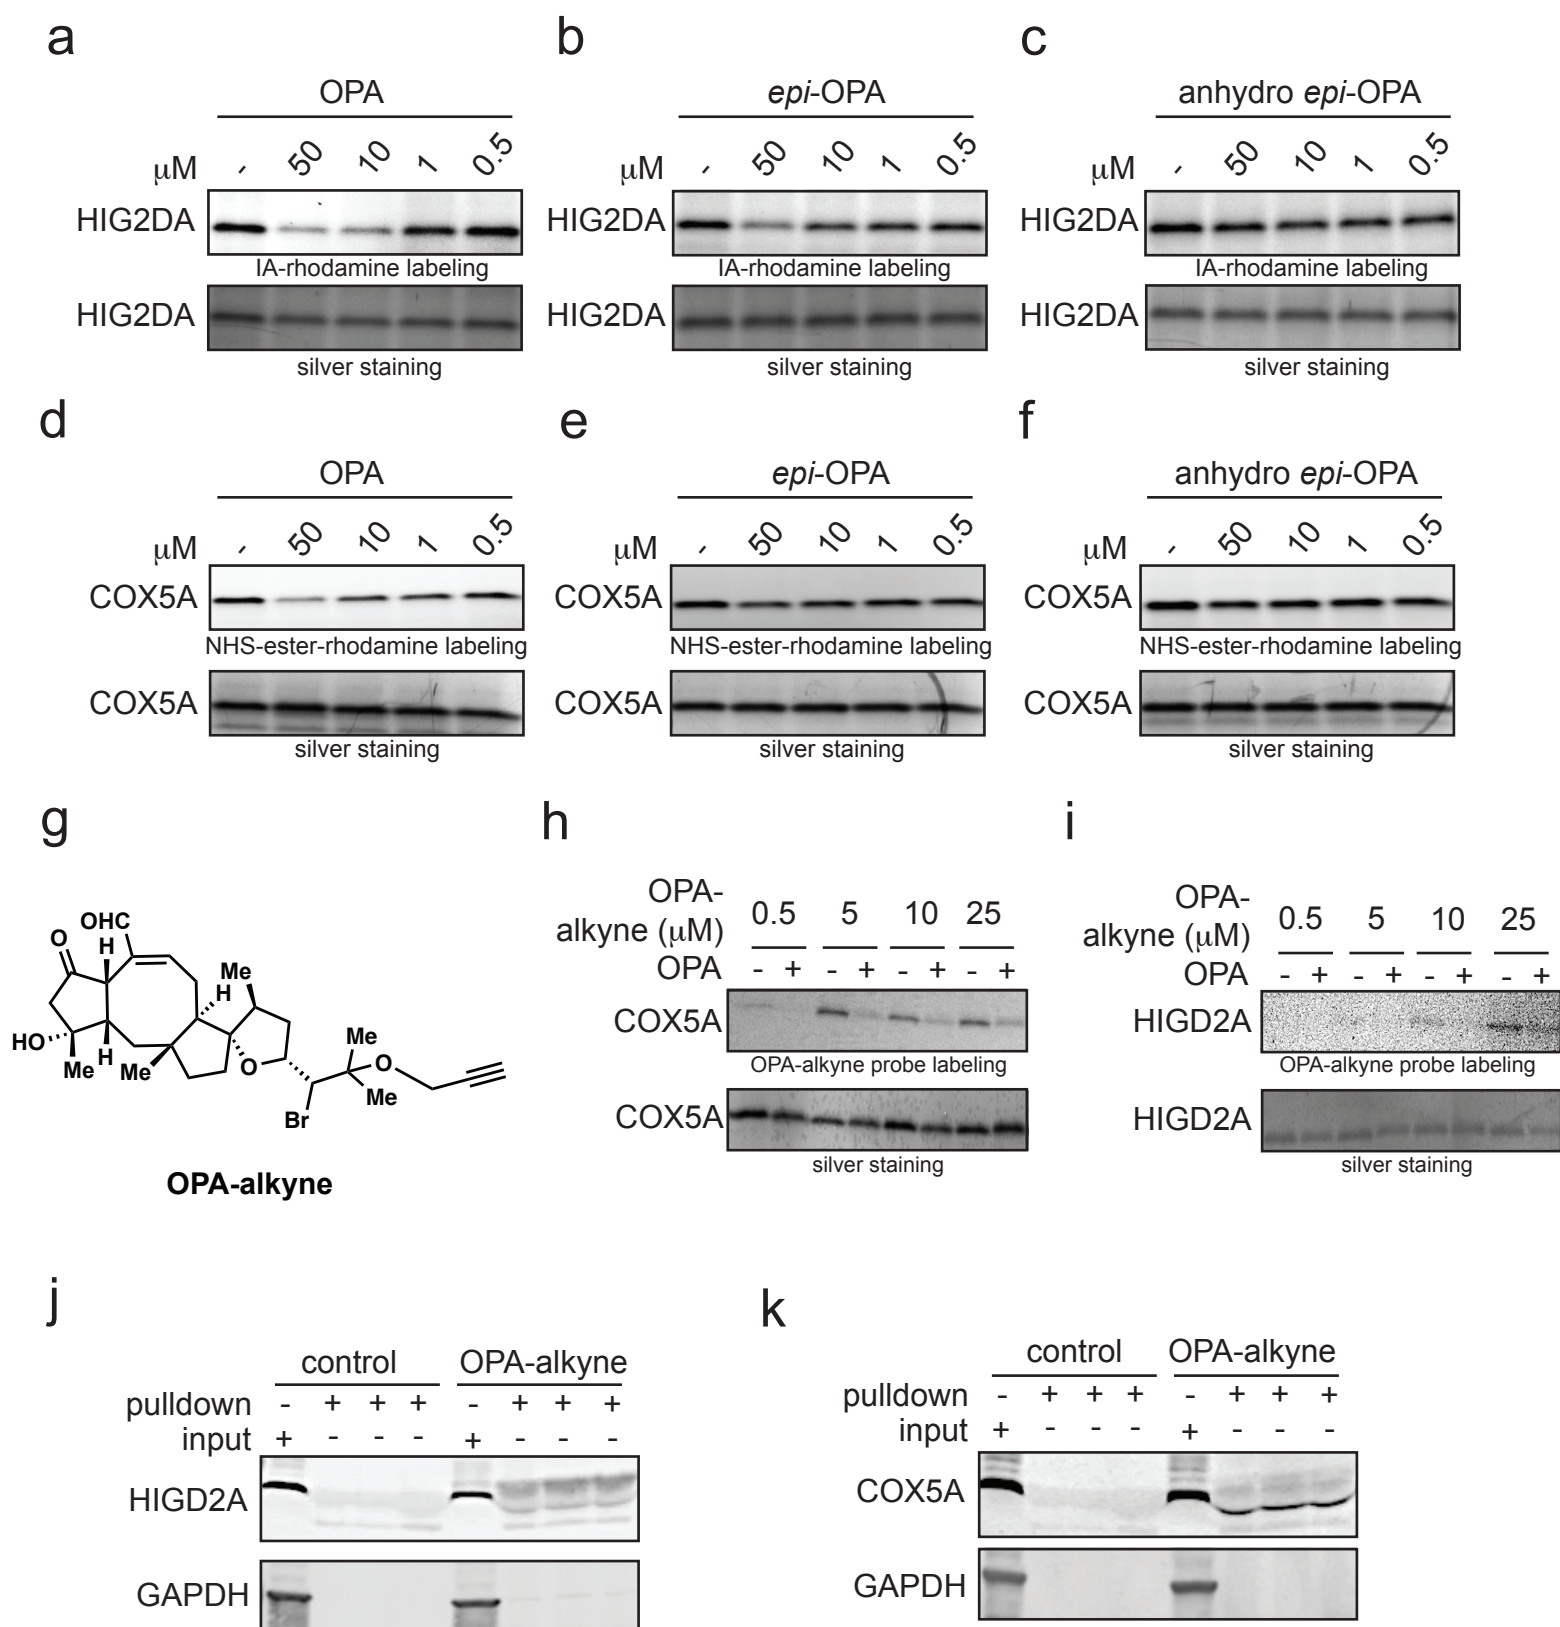 a
OPA
μM - 50 10 1 0.5
HIG2DA
IA-rhodamine labeling
HIG2DA
silver staining
b
epi-OPA
μM - 50 10 1 0.5
HIG2DA
IA-rhodamine labeling
HIG2DA
silver staining
c
anhydro epi-OPA
μM - 50 10 1 0.5
HIG2DA
IA-rhodamine labeling
HIG2DA
silver staining
d
OPA
μM - 50 10 1 0.5
COX5A
NHS-ester-rhodamine labeling
COX5A
silver staining
e
epi-OPA
μM - 50 10 1 0.5
COX5A
NHS-ester-rhodamine labeling
COX5A
silver staining
f
anhydro epi-OPA
μM - 50 10 1 0.5
COX5A
NHS-ester-rhodamine labeling
COX5A
silver staining
g
OHC
O H
Me
H
HO
Me H Me O
Me
O
Me
Br
OPA-alkyne
h
OPA-
alkyne (μM) 0.5 5 10 25
OPA - + - + - + - +
COX5A
OPA-alkyne probe labeling
COX5A
silver staining
i
OPA-
alkyne (μM) 0.5 5 10 25
OPA - + - + - + - +
HIGD2A
OPA-alkyne probe labeling
HIGD2A
silver staining
j
control OPA-alkyne
pulldown - + + + - + + +
input + - - - + - - -
HIGD2A
GAPDH
k
control OPA-alkyne
pulldown - + + + - + + +
input + - - - + - - -
COX5A
GAPDH